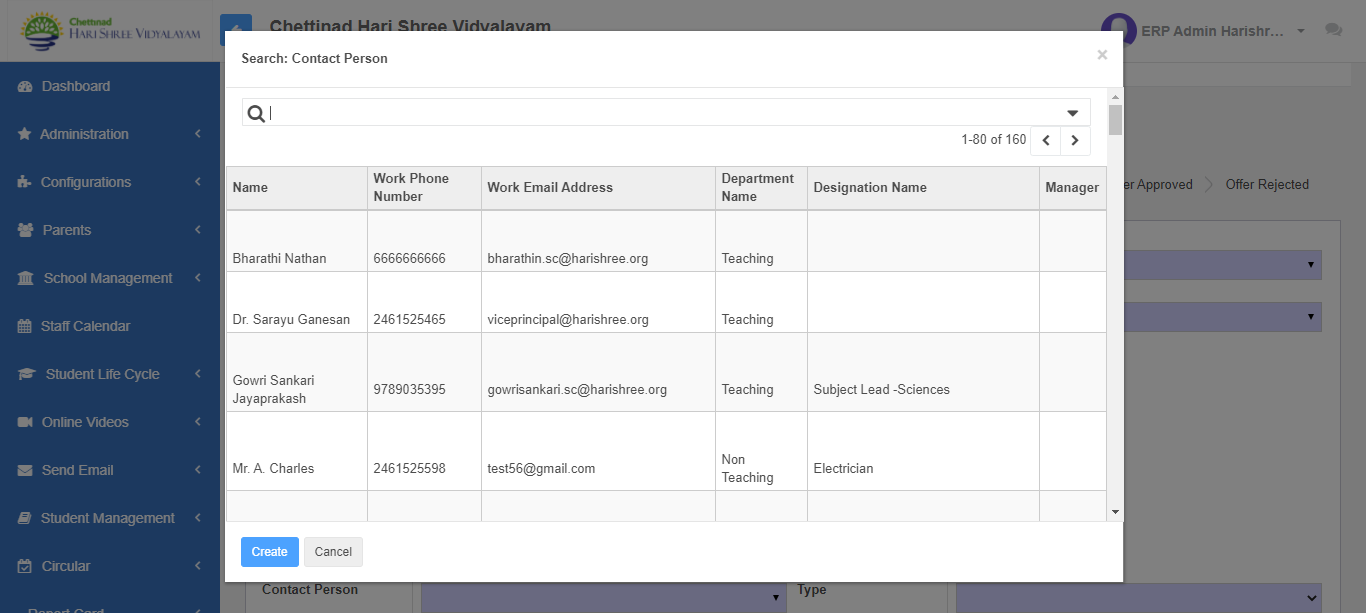 Chettinad
HARI SHREE VIDYALAYAM
Chettinad Hari Shree Vidyalayam
ERP Admin Harishr...
Dashboard
Administration
Configurations
Parents
School Management
Staff Calendar
Student Life Cycle
Online Videos
Send Email
Student Management
Circular
Report Card
Search: Contact Person
×
1-80 of 160
Name
Work Phone Number
Work Email Address
Department Name
Designation Name
Manager
Bharathi Nathan 6666666666 bharathin.sc@harishree.org Teaching
Dr. Sarayu Ganesan 2461525465 viceprincipal@harishree.org Teaching
Gowri Sankari Jayaprakash 9789035395 gowrisankari.sc@harishree.org Teaching Subject Lead -Sciences
Mr. A. Charles 2461525598 test56@gmail.com Non Teaching Electrician
Create Cancel
er Approved Offer Rejected
Contact Person
Type